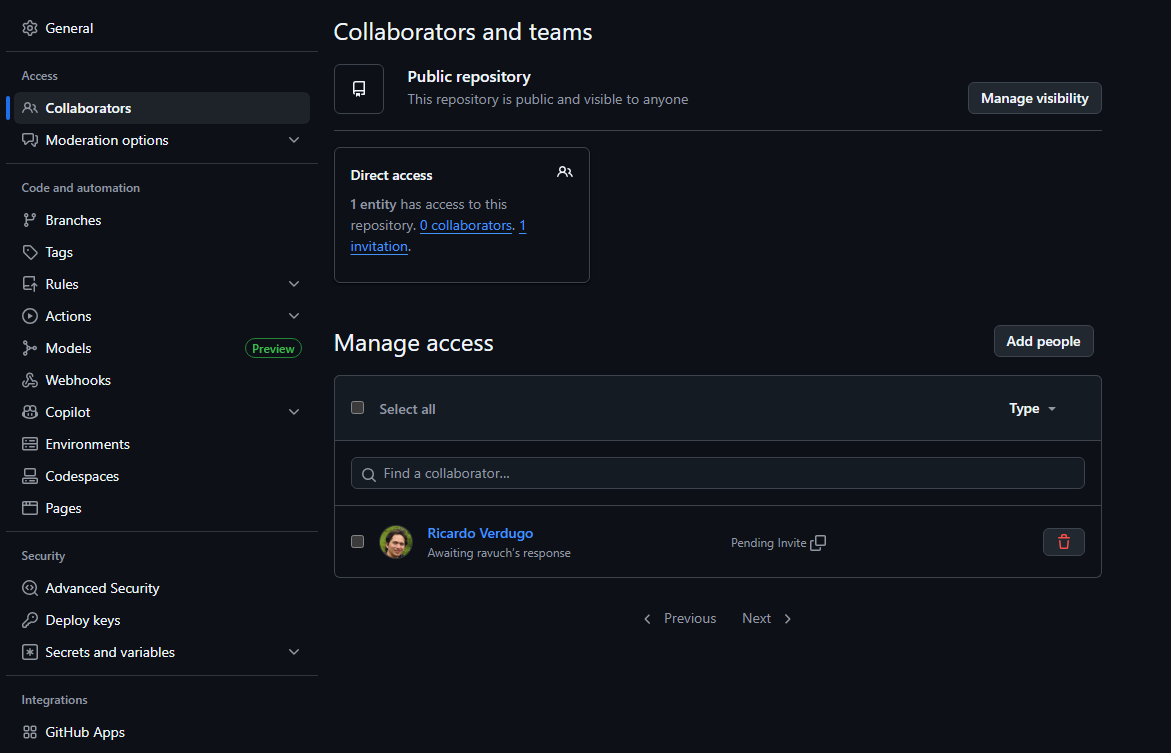 General
Access
Collaborators
Moderation options
Code and automation
Branches
Tags
Rules
Actions
Models
Preview
Webhooks
Copilot
Environments
Codespaces
Pages
Security
Advanced Security
Deploy keys
Secrets and variables
Integrations
GitHub Apps
Collaborators and teams
Public repository
This repository is public and visible to anyone
Manage visibility
Direct access
1 entity has access to this
repository. 0 collaborators. 1
invitation.
Manage access
Add people
Select all
Type
Find a collaborator...
Ricardo Verdugo
Awaiting ravuch's response
Pending Invite
Previous
Next